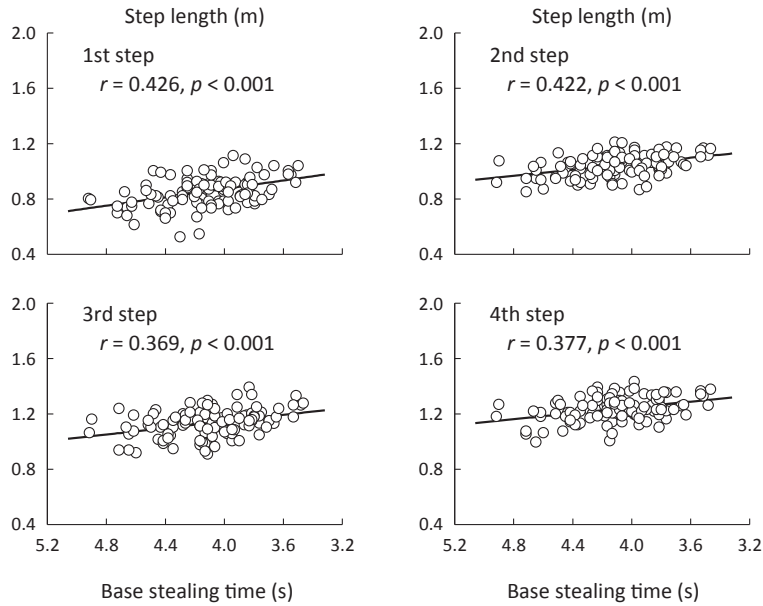 Step length (m)
Step length (m)
2.0
1.6
1.2
0.8
0.4
1st step
r = 0.426, p < 0.001
2.0
1.6
1.2
0.8
0.4
2nd step
r = 0.422, p < 0.001
2.0
1.6
1.2
0.8
0.4
3rd step
r = 0.369, p < 0.001
5.2 4.8 4.4 4.0 3.6 3.2
Base stealing time (s)
2.0
1.6
1.2
0.8
0.4
4th step
r = 0.377, p < 0.001
5.2 4.8 4.4 4.0 3.6 3.2
Base stealing time (s)